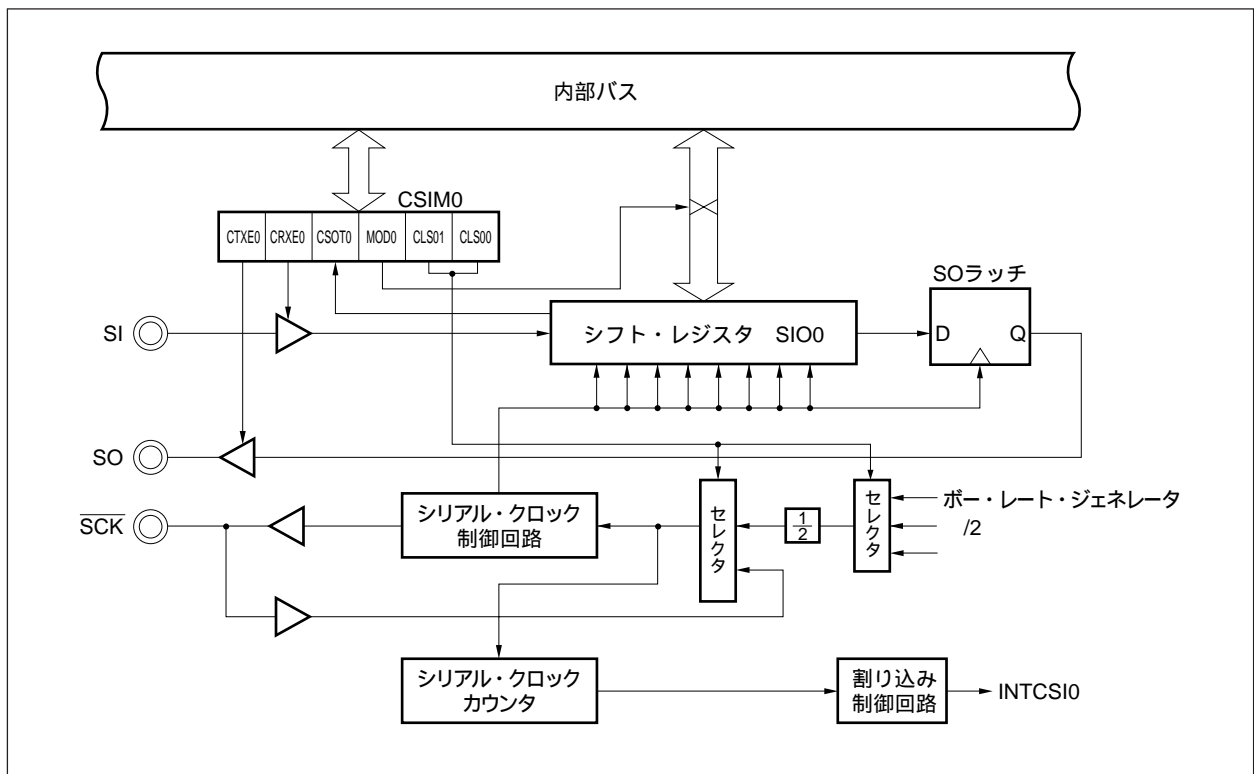 内部バス
CSIM0
CTXE0 CRXE0 CSOT0 MOD0 CLS01 CLS00
SOラッチ
SI
シフト・レジスタ SIO0
D Q
SO
SCK
シリアル・クロック
制御回路
セレクタ
1
2
セレクタ
ボー・レート・ジェネレータ
/2
シリアル・クロック
カウンタ
割り込み
制御回路
INTCSI0